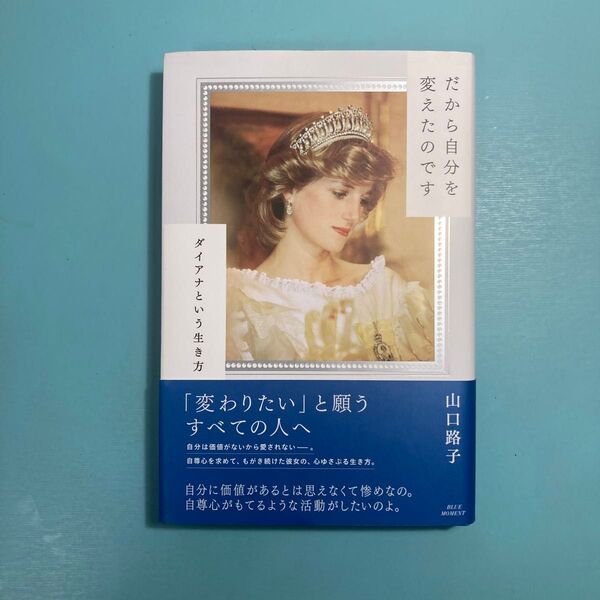 だから自分を
変えたのです
ダイアナという生き方
山口路子
「変わりたい」と願う
すべての人へ
自分は価値がないから愛されない――。
自尊心を求めて、もがき続けた彼女の、心ゆさぶる生き方。
自分に価値があるとは思えなくて惨めなの。
自尊心がもてるような活動がしたいのよ。
BLUE
MOMENT